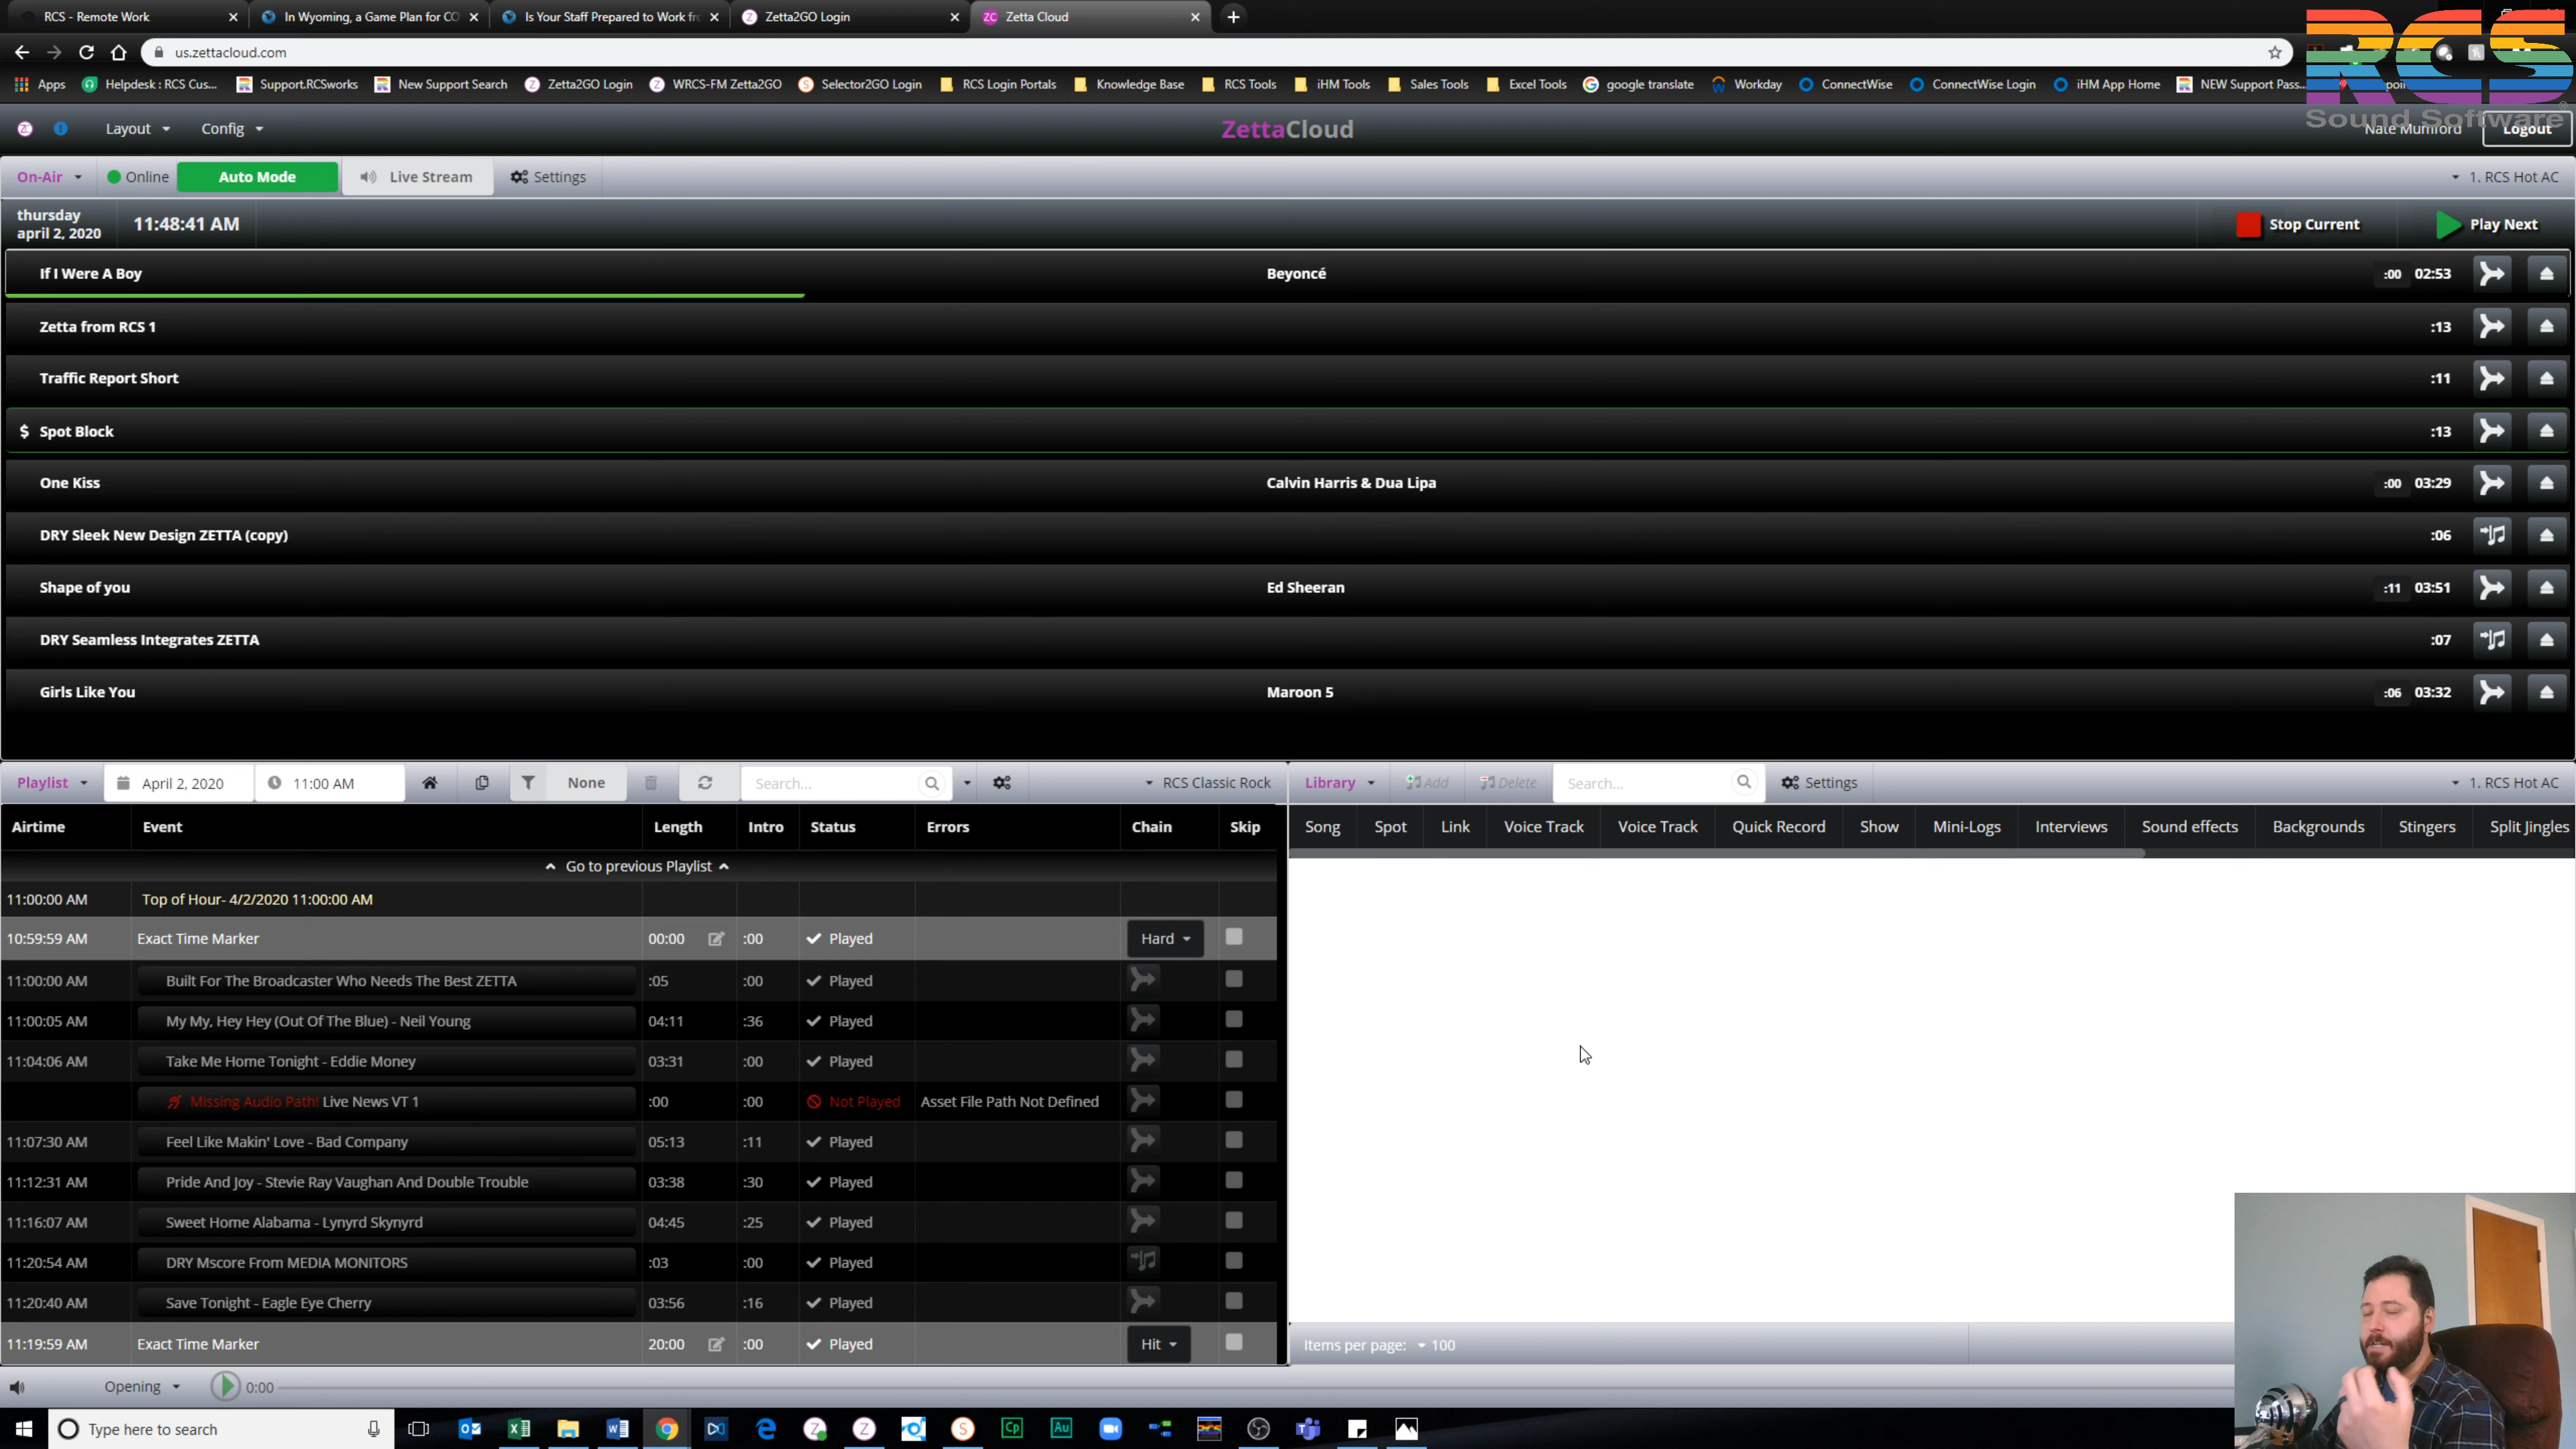 RCS - Remote Work
In Wyoming, a Game Plan for CO
Is Your Staff Prepared to Work fr
Zetta2GO Login
Zetta Cloud
us.zettacloud.com
Apps
Helpdesk : RCS Cus...
Support.RCSworks
New Support Search
Zetta2GO Login
WRCS-FM Zetta2GO
Selector2GO Login
RCS Login Portals
Knowledge Base
RCS Tools
iHM Tools
Sales Tools
Excel Tools
google translate
Workday
ConnectWise
ConnectWise Login
iHM App Home
NEW Support Pass...
RCS
Sound Software
Layout
Config
ZettaCloud
Nate Mumford
Logout
On-Air
Online
Auto Mode
Live Stream
Settings
1. RCS Hot AC
thursday
april 2, 2020
11:48:41 AM
Stop Current
Play Next
If I Were A Boy Beyoncé :00 02:53
Zetta from RCS 1 :13
Traffic Report Short :11
$ Spot Block :13
One Kiss Calvin Harris & Dua Lipa :00 03:29
DRY Sleek New Design ZETTA (copy) :06
Shape of you Ed Sheeran :11 03:51
DRY Seamless Integrates ZETTA :07
Girls Like You Maroon 5 :06 03:32
Playlist April 2, 2020 11:00 AM None Search... RCS Classic Rock
Airtime Event Length Intro Status Errors Chain Skip
Go to previous Playlist
11:00:00 AM Top of Hour- 4/2/2020 11:00:00 AM
10:59:59 AM Exact Time Marker 00:00 :00 Played Hard
11:00:00 AM Built For The Broadcaster Who Needs The Best ZETTA :05 :00 Played
11:00:05 AM My My, Hey Hey (Out Of The Blue) - Neil Young 04:11 :36 Played
11:04:06 AM Take Me Home Tonight - Eddie Money 03:31 :00 Played
Missing Audio Path! Live News VT 1 :00 :00 Not Played Asset File Path Not Defined
11:07:30 AM Feel Like Makin' Love - Bad Company 05:13 :11 Played
11:12:31 AM Pride And Joy - Stevie Ray Vaughan And Double Trouble 03:38 :30 Played
11:16:07 AM Sweet Home Alabama - Lynyrd Skynyrd 04:45 :25 Played
11:20:54 AM DRY Mscore From MEDIA MONITORS :03 :00 Played
11:20:40 AM Save Tonight - Eagle Eye Cherry 03:56 :16 Played
11:19:59 AM Exact Time Marker 20:00 :00 Played Hit
Library Add Delete Search... Settings 1. RCS Hot AC
Song Spot Link Voice Track Voice Track Quick Record Show Mini-Logs Interviews Sound effects Backgrounds Stingers Split Jingles
Items per page: 100
Opening 0:00
Type here to search